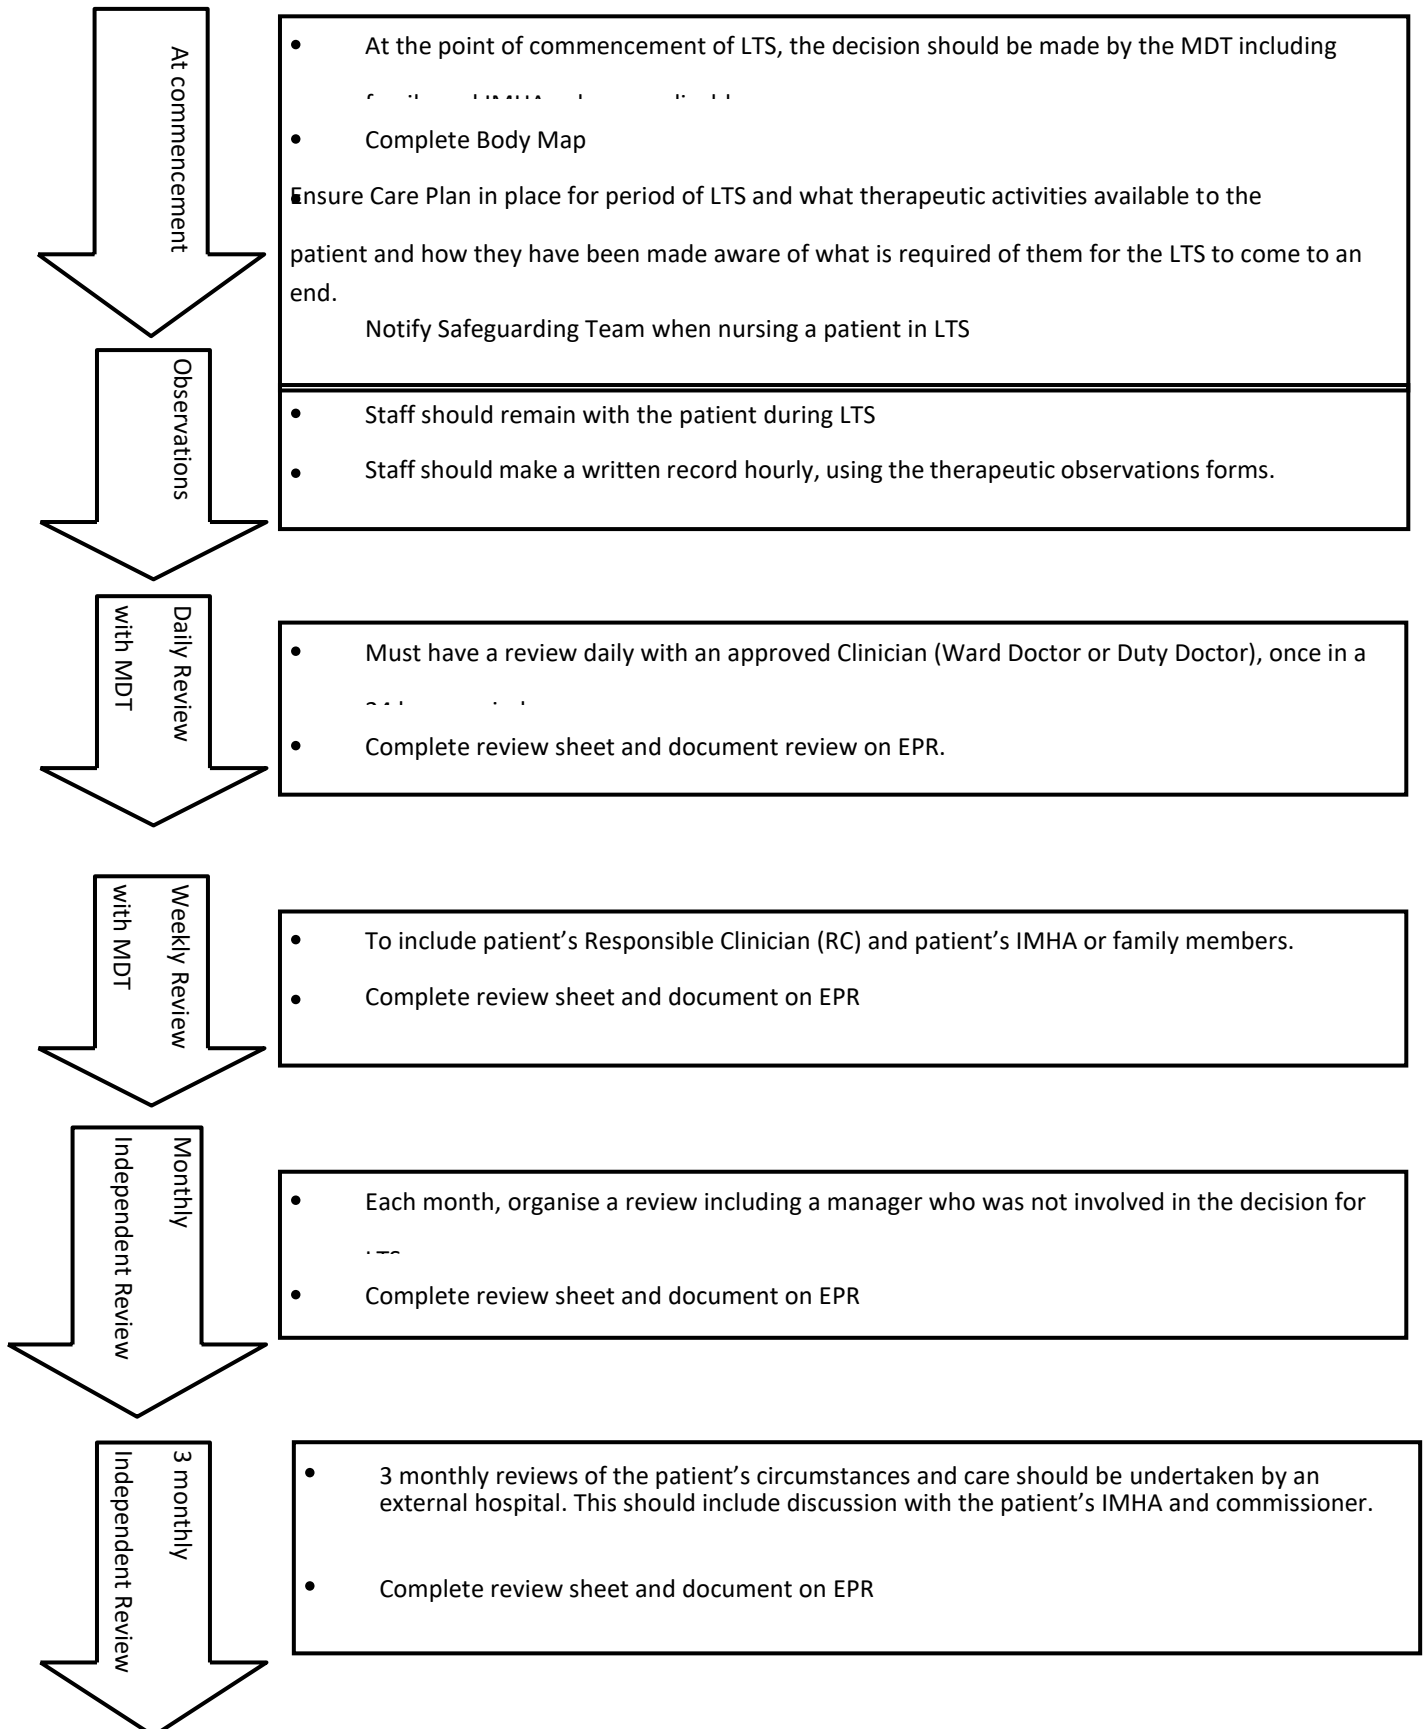 At commencement
• At the point of commencement of LTS, the decision should be made by the MDT including
• Complete Body Map
• Ensure Care Plan in place for period of LTS and what therapeutic activities available to the
patient and how they have been made aware of what is required of them for the LTS to come to an
end.
Notify Safeguarding Team when nursing a patient in LTS
Observations
• Staff should remain with the patient during LTS
• Staff should make a written record hourly, using the therapeutic observations forms.
Daily Review
with MDT
• Must have a review daily with an approved Clinician (Ward Doctor or Duty Doctor), once in a
• Complete review sheet and document review on EPR.
Weekly Review
with MDT
• To include patient’s Responsible Clinician (RC) and patient’s IMHA or family members.
• Complete review sheet and document on EPR
Monthly
Independent Review
• Each month, organise a review including a manager who was not involved in the decision for
• Complete review sheet and document on EPR
3 monthly
Independent Review
• 3 monthly reviews of the patient’s circumstances and care should be undertaken by an
external hospital. This should include discussion with the patient’s IMHA and commissioner.
• Complete review sheet and document on EPR